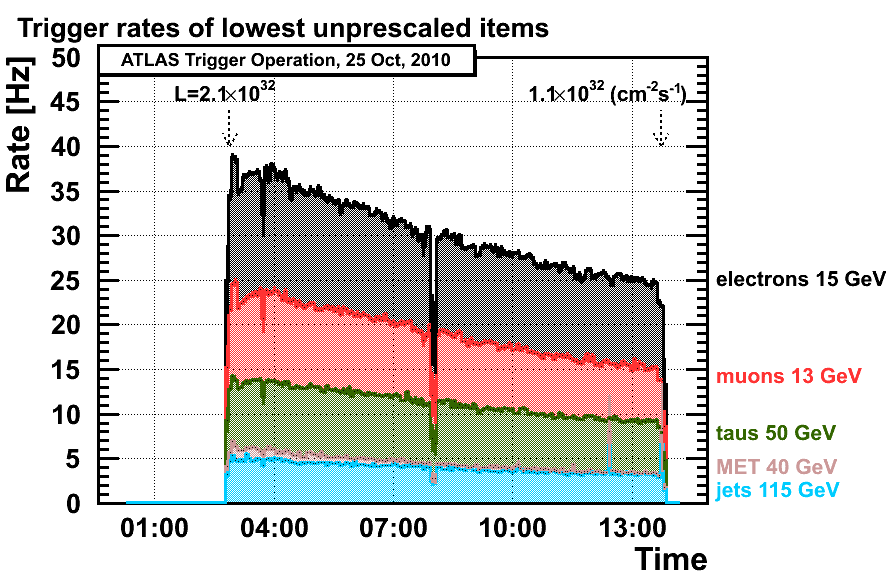 Trigger rates of lowest unprescaled items
ATLAS Trigger Operation, 25 Oct, 2010
L=2.1×10³²
1.1×10³² (cm⁻²s⁻¹)
Rate [Hz]
50
45
40
35
30
25
20
15
10
5
0
electrons 15 GeV
muons 13 GeV
taus 50 GeV
MET 40 GeV
jets 115 GeV
01:00 04:00 07:00 10:00 13:00
Time